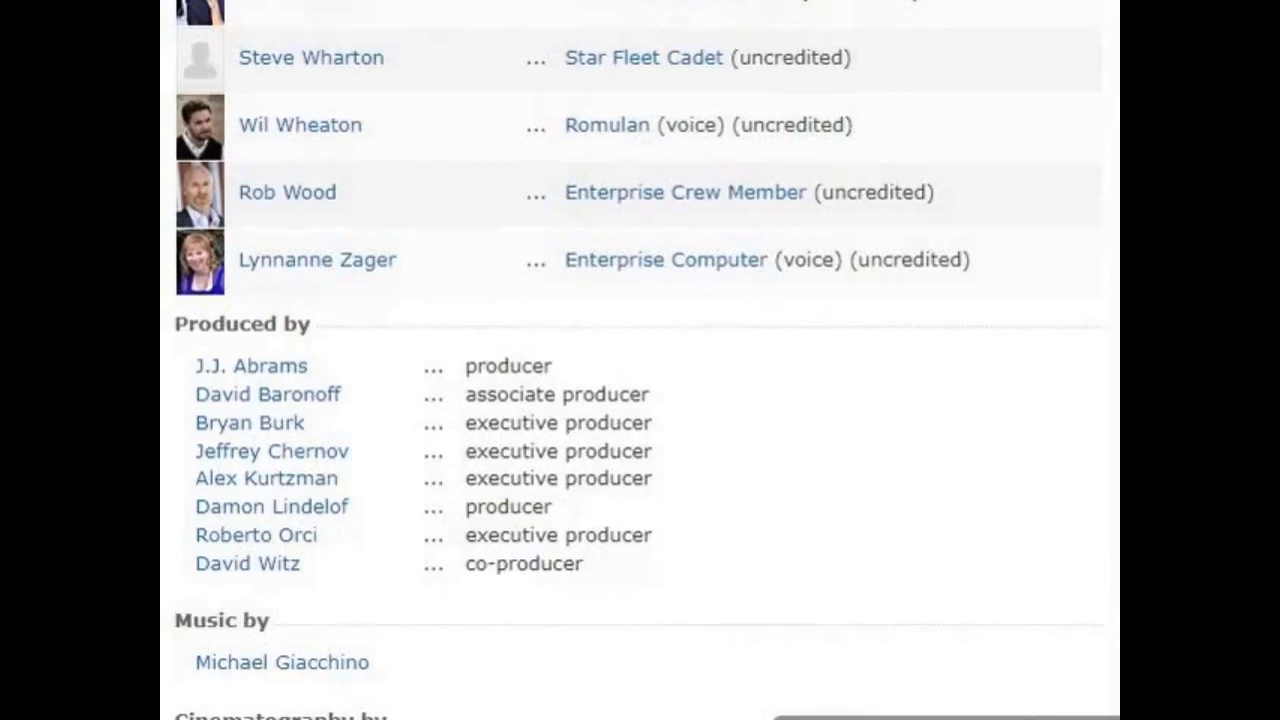 Steve Wharton ... Star Fleet Cadet (uncredited)
Wil Wheaton ... Romulan (voice) (uncredited)
Rob Wood ... Enterprise Crew Member (uncredited)
Lynnanne Zager ... Enterprise Computer (voice) (uncredited)
Produced by
J.J. Abrams ... producer
David Baronoff ... associate producer
Bryan Burk ... executive producer
Jeffrey Chernov ... executive producer
Alex Kurtzman ... executive producer
Damon Lindelof ... producer
Roberto Orci ... executive producer
David Witz ... co-producer
Music by
Michael Giacchino
Cinematography by